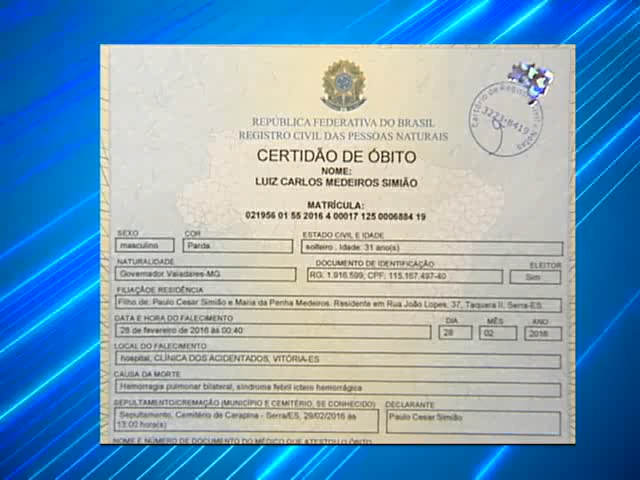 REPÚBLICA FEDERATIVA DO BRASIL
REGISTRO CIVIL DAS PESSOAS NATURAIS
CERTIDÃO DE ÓBITO
NOME:
LUIZ CARLOS MEDEIROS SIMIÃO
MATRÍCULA:
021956 01 55 2016 4 00017 125 0006884 19
SEXO COR ESTADO CIVIL E IDADE
masculino Parda solteiro , Idade: 31 ano(s)
NATURALIDADE DOCUMENTO DE IDENTIFICAÇÃO ELEITOR
Governador Valadares-MG RG: 1.916.599, CPF: 115.167.497-40 Sim
FILIAÇÃO E RESIDÊNCIA
Filho de: Paulo Cesar Simião e Maria da Penha Medeiros. Residente em Rua João Lopes, 37, Taquara II, Serra-ES.
DATA E HORA DO FALECIMENTO DIA MÊS ANO
28 de fevereiro de 2016 às 00:40 28 02 2016
LOCAL DO FALECIMENTO
hospital, CLÍNICA DOS ACIDENTADOS, VITÓRIA-ES
CAUSA DA MORTE
Hemorragia pulmonar bilateral, síndrome febril ictero hemorrágica
SEPULTAMENTO/CREMAÇÃO (MUNICÍPIO E CEMITÉRIO, SE CONHECIDO) DECLARANTE
Sepultamento, Cemitério de Carapina - Serra/ES, 29/02/2016 às Paulo Cesar Simião
13:00 hora(s)
NOME E NÚMERO DE DOCUMENTO DO MÉDICO QUE ATESTOU O ÓBITO
3223-8419